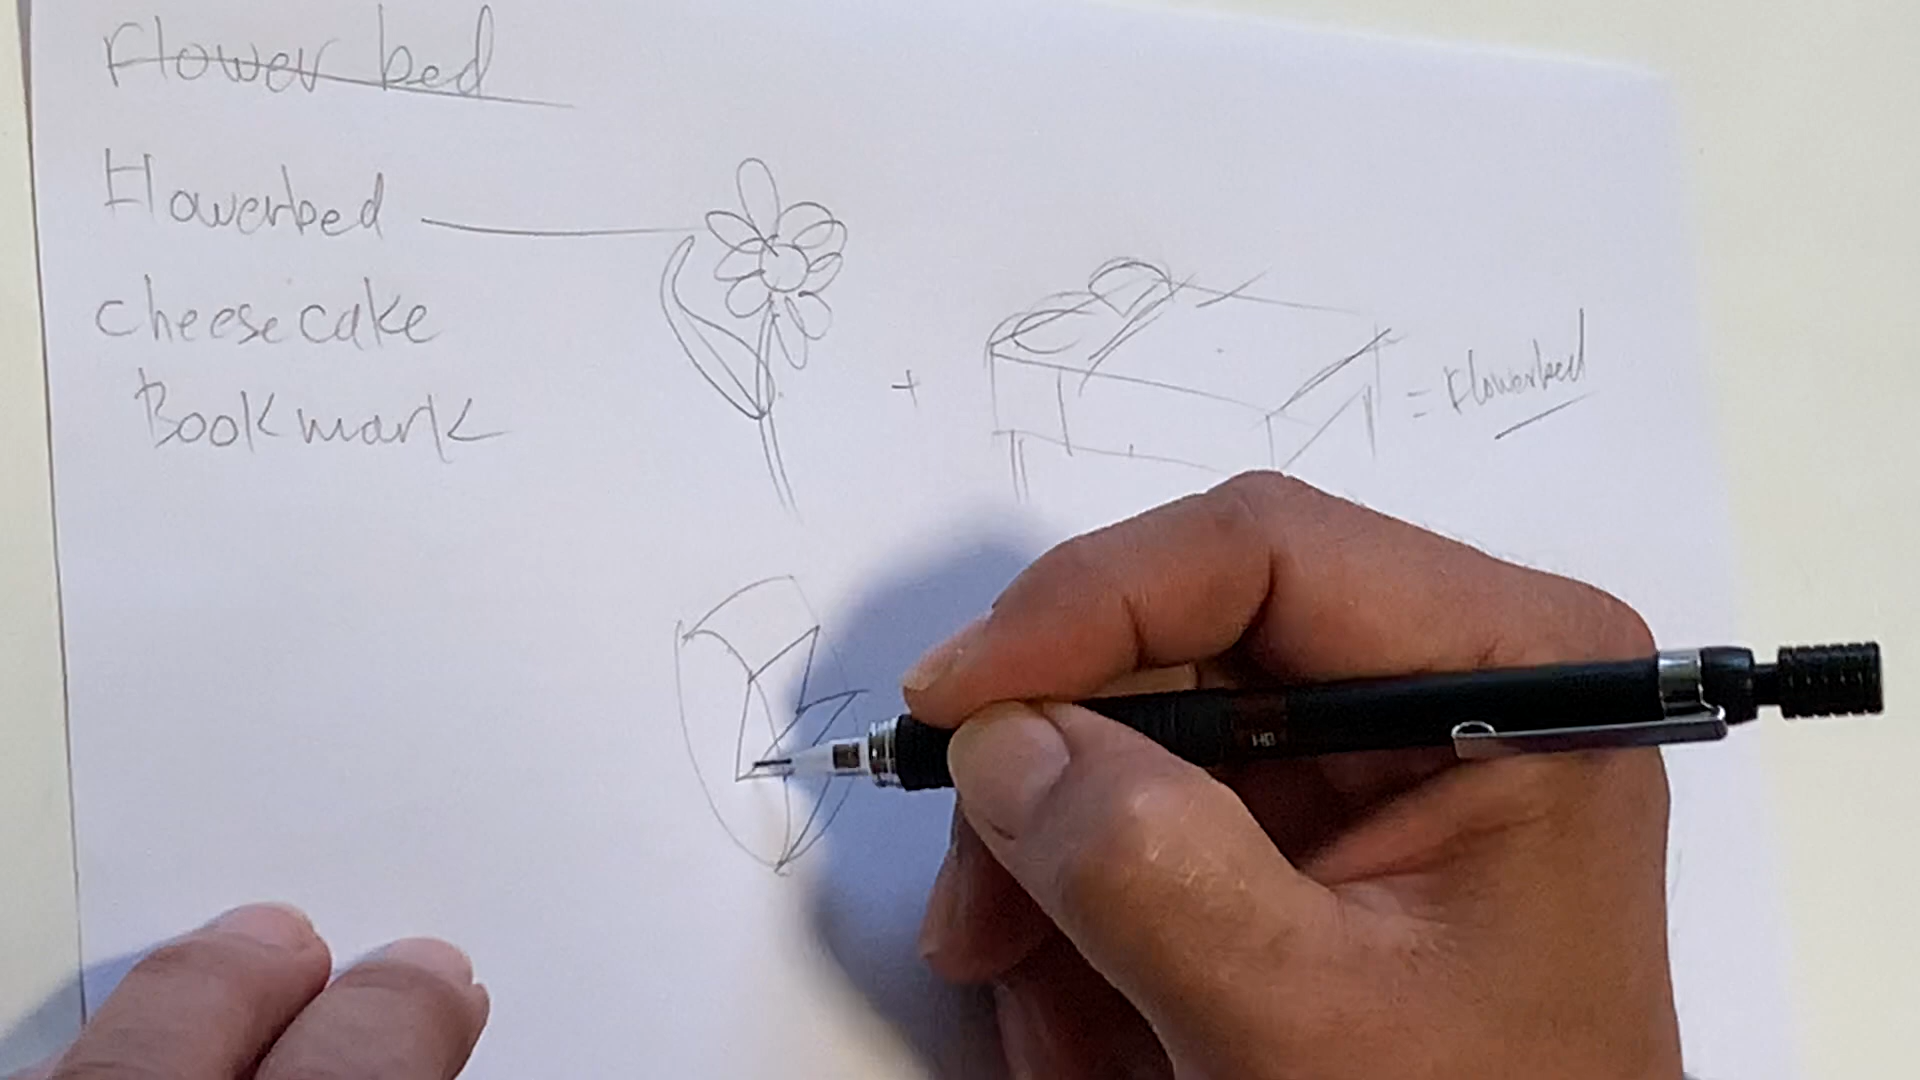 Flower bed
Flowerbed
cheesecake
Bookmark
+
= Flowerbed
HB